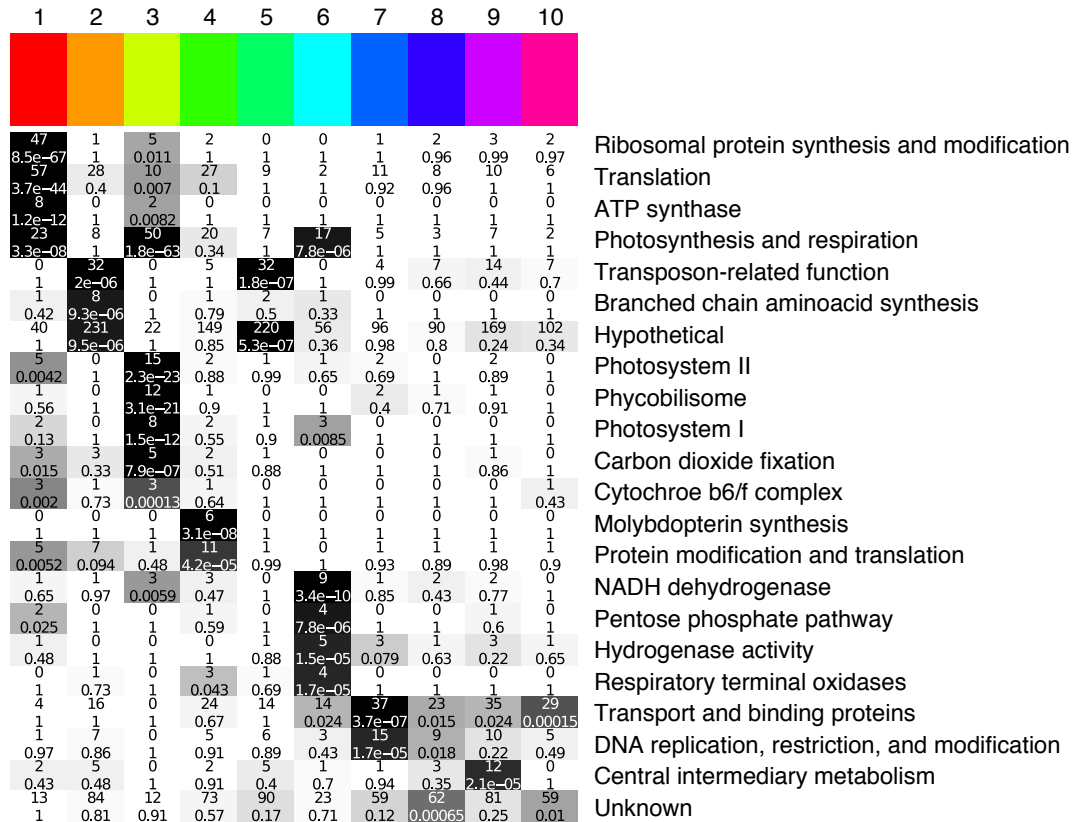 1 2 3 4 5 6 7 8 9 10
47 1 5 2 0 0 1 2 3 2
8.5e−67 1 0.011 1 1 1 1 0.96 0.99 0.97
Ribosomal protein synthesis and modification
57 28 10 27 9 2 11 8 10 6
3.7e−44 0.4 0.007 0.1 1 1 0.92 0.96 1 1
Translation
8 0 2 0 0 0 0 0 0 0
1.2e−12 1 0.0082 1 1 1 1 1 1 1
ATP synthase
23 8 50 20 7 17 5 3 7 2
3.3e−08 1 1.8e−63 0.34 1 7.8e−06 1 1 1 1
Photosynthesis and respiration
0 32 0 5 32 0 4 7 14 7
1 2e−06 1 1 1.8e−07 1 0.99 0.66 0.44 0.7
Transposon-related function
1 8 0 1 2 1 0 0 0 0
0.42 9.3e−06 1 0.79 0.5 0.33 1 1 1 1
Branched chain aminoacid synthesis
40 231 22 149 220 56 96 90 169 102
1 9.5e−06 1 0.85 5.3e−07 0.36 0.98 0.8 0.24 0.34
Hypothetical
5 0 15 2 1 1 2 0 2 0
0.0042 1 2.3e−23 0.88 0.99 0.65 0.69 1 0.89 1
Photosystem II
1 0 12 1 0 0 2 1 1 0
0.56 1 3.1e−21 0.9 1 1 0.4 0.71 0.91 1
Phycobilisome
2 0 8 2 1 3 0 0 0 0
0.13 1 1.5e−12 0.55 0.9 0.0085 1 1 1 1
Photosystem I
3 3 5 2 1 0 0 0 1 0
0.015 0.33 7.9e−07 0.51 0.88 1 1 1 0.86 1
Carbon dioxide fixation
3 1 3 1 0 0 0 0 0 1
0.002 0.73 0.00013 0.64 1 1 1 1 1 0.43
Cytochroe b6/f complex
0 0 0 6 0 0 0 0 0 0
1 1 1 3.1e−08 1 1 1 1 1 1
Molybdopterin synthesis
5 7 1 11 1 0 1 1 1 1
0.0052 0.094 0.48 4.2e−05 0.99 1 0.93 0.89 0.98 0.9
Protein modification and translation
1 1 3 3 0 9 1 2 2 0
0.65 0.97 0.0059 0.47 1 3.4e−10 0.85 0.43 0.77 1
NADH dehydrogenase
2 0 0 1 0 4 0 0 1 0
0.025 1 1 0.59 1 7.8e−06 1 1 0.6 1
Pentose phosphate pathway
1 0 0 0 1 5 3 1 3 1
0.48 1 1 1 0.88 1.5e−05 0.079 0.63 0.22 0.65
Hydrogenase activity
0 1 0 3 1 4 0 0 0 0
1 0.73 1 0.043 0.69 1.7e−05 1 1 1 1
Respiratory terminal oxidases
4 16 0 24 14 14 37 23 35 29
1 1 1 0.67 1 0.024 3.7e−07 0.015 0.024 0.00015
Transport and binding proteins
1 7 0 5 6 3 15 9 10 5
0.97 0.86 1 0.91 0.89 0.43 1.7e−05 0.018 0.22 0.49
DNA replication, restriction, and modification
2 5 0 2 5 1 1 3 12 0
0.43 0.48 1 0.91 0.4 0.7 0.94 0.35 2.1e−05 1
Central intermediary metabolism
13 84 12 73 90 23 59 62 81 59
1 0.81 0.91 0.57 0.17 0.71 0.12 0.00065 0.25 0.01
Unknown